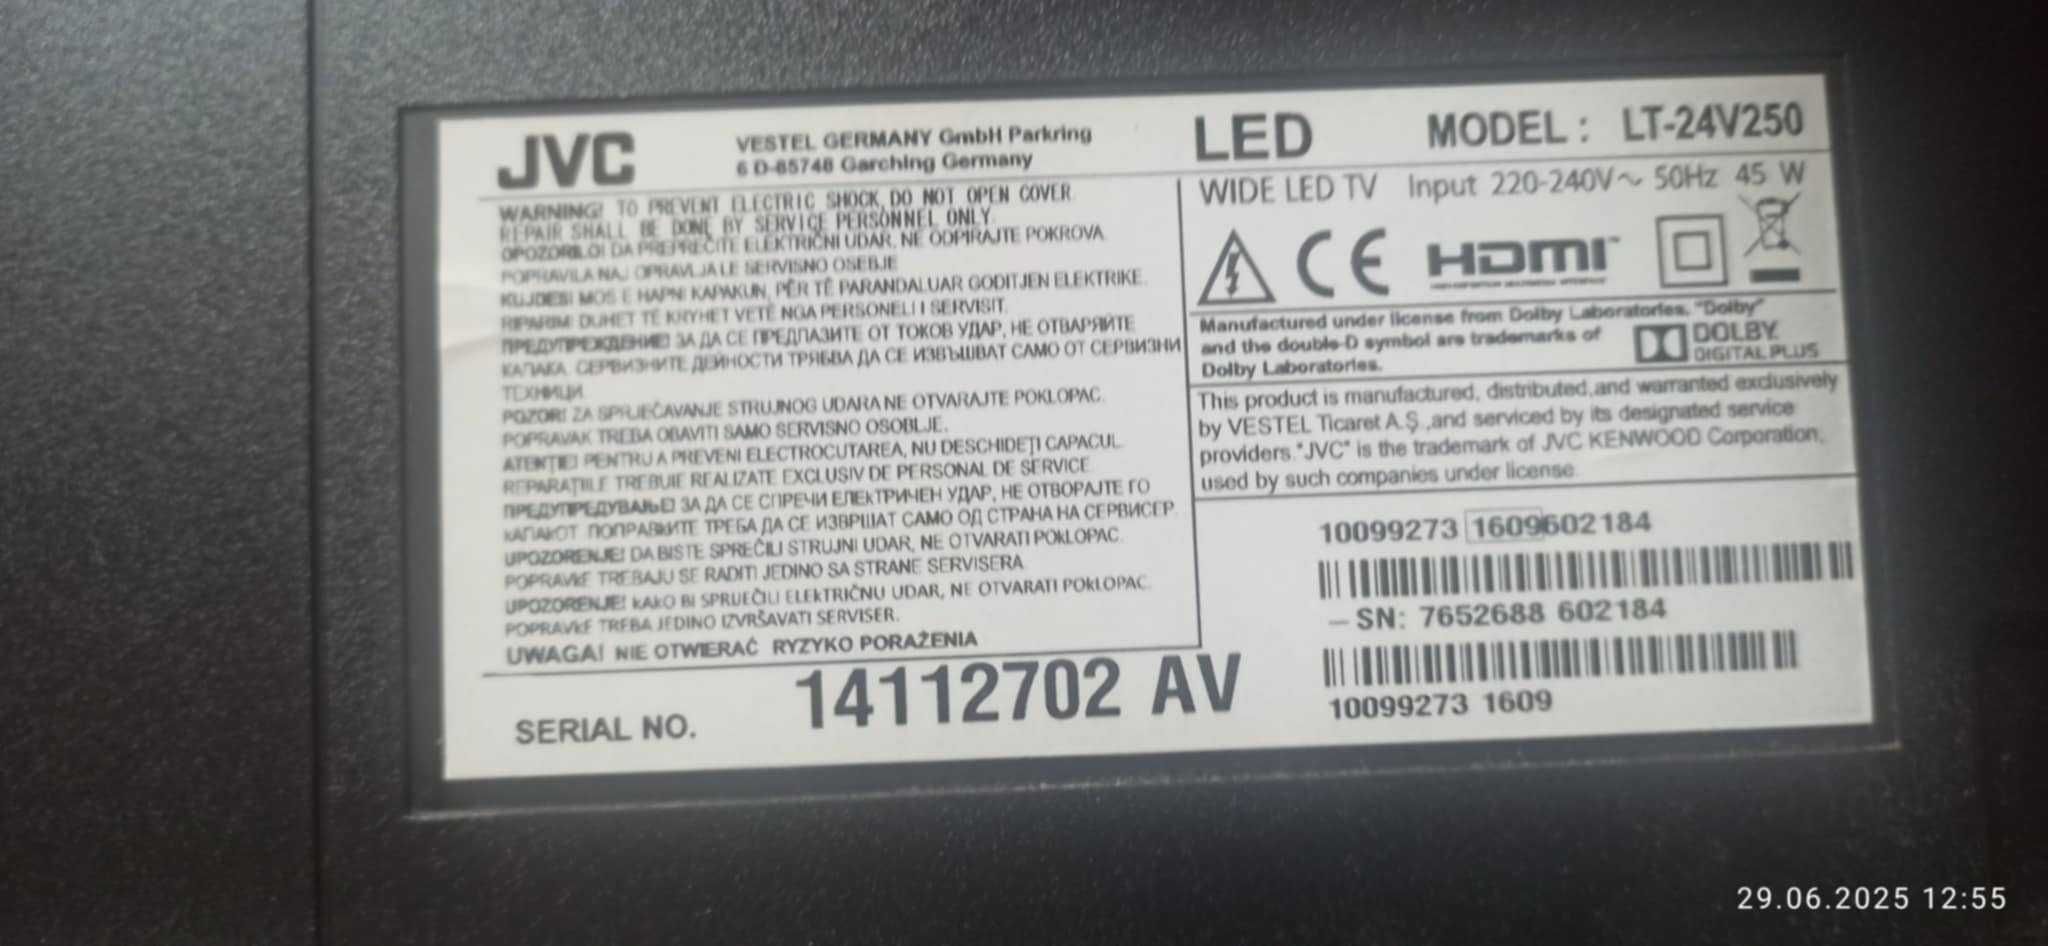 JVC
VESTEL GERMANY GmbH Parkring
6 D-85748 Garching Germany
LED
MODEL : LT-24V250
WIDE LED TV Input 220-240V~ 50Hz 45 W
WARNING! TO PREVENT ELECTRIC SHOCK, DO NOT OPEN COVER.
REPAIR SHALL BE DONE BY SERVICE PERSONNEL ONLY.
OPOZORILO! DA PREPREČITE ELEKTRIČNI UDAR, NE ODPIRAJTE POKROVA.
POPRAVILA NAJ OPRAVLJA LE SERVISNO OSEBJE
KUJDES! MOS E HAPNI KAPAKUN, PËR TË PARANDALUAR GODITJEN ELEKTRIKE.
RIPARIMI DUHET TË KRYHET VETË NGA PERSONELI I SERVISIT.
ПРЕДУПРЕЖДЕНИЕ! ЗА ДА СЕ ПРЕДПАЗИТЕ ОТ ТОКОВ УДАР, НЕ ОТВАРЯЙТЕ
КАПАКА. СЕРВИЗНИТЕ ДЕЙНОСТИ ТРЯБВА ДА СЕ ИЗВЪШВАТ САМО ОТ СЕРВИЗНИ
ТЕХНИЦИ.
POZOR! ZA SPRJEČAVANJE STRUJNOG UDARA NE OTVARAJTE POKLOPAC.
POPRAVAK TREBA OBAVITI SAMO SERVISNO OSOBLJE.
ATENȚIE! PENTRU A PREVENI ELECTROCUTAREA, NU DESCHIDEȚI CAPACUL.
REPARAȚIILE TREBUIE REALIZATE EXCLUSIV DE PERSONAL DE SERVICE.
ПРЕДУПРЕДУВАЊЕ! ЗА ДА СЕ СПРЕЧИ ЕЛЕКТРИЧЕН УДАР, НЕ ОТВОРАЈТЕ ГО
КАПАКОТ. ПОПРАВКИТЕ ТРЕБА ДА СЕ ИЗВРШАТ САМО ОД СТРАНА НА СЕРВИСЕР.
UPOZORENJE! DA BISTE SPREČILI STRUJNI UDAR, NE OTVARATI POKLOPAC.
POPRAVKE TREBAJU SE RADITI JEDINO SA STRANE SERVISERA
UPOZORENJE! KAKO BI SPRIJEČILI ELEKTRIČNU UDAR, NE OTVARATI POKLOPAC.
POPRAVKE TREBA JEDINO IZVRŠAVATI SERVISER.
UWAGA! NIE OTWIERAĆ RYZYKO PORAŻENIA
CE HDMI
HIGH-DEFINITION MULTIMEDIA INTERFACE
Manufactured under license from Dolby Laboratories. "Dolby"
and the double-D symbol are trademarks of
Dolby Laboratories.
DOLBY
DIGITAL PLUS
This product is manufactured, distributed,and warranted exclusively
by VESTEL Ticaret A.Ş.,and serviced by its designated service
providers."JVC" is the trademark of JVC KENWOOD Corporation,
used by such companies under license.
10099273 1609602184
– SN: 7652688 602184
10099273 1609
SERIAL NO.
14112702 AV
29.06.2025 12:55